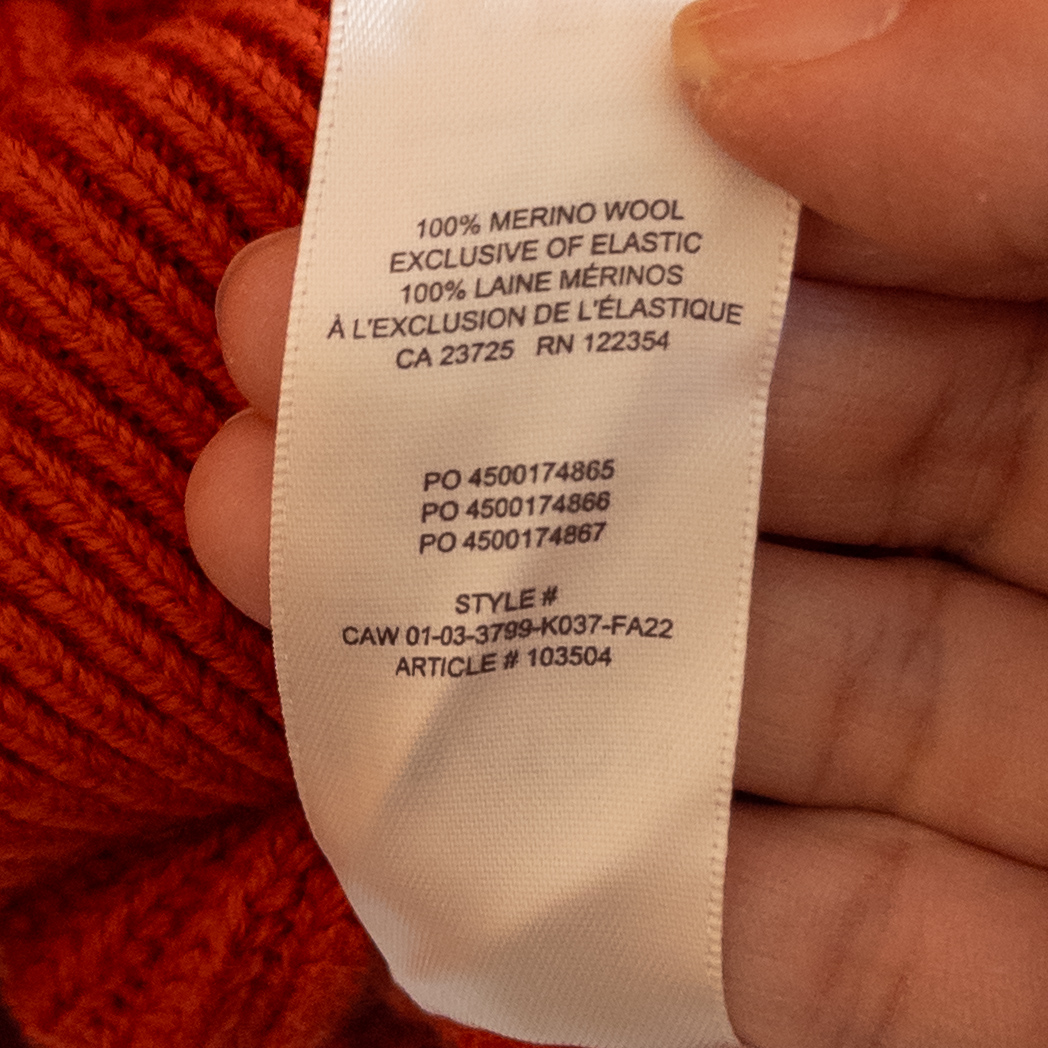 100% MERINO WOOL
EXCLUSIVE OF ELASTIC
100% LAINE MÉRINOS
À L'EXCLUSION DE L'ÉLASTIQUE
CA 23725 RN 122354
PO 4500174865
PO 4500174866
PO 4500174867
STYLE #
CAW 01-03-3799-K037-FA22
ARTICLE # 103504